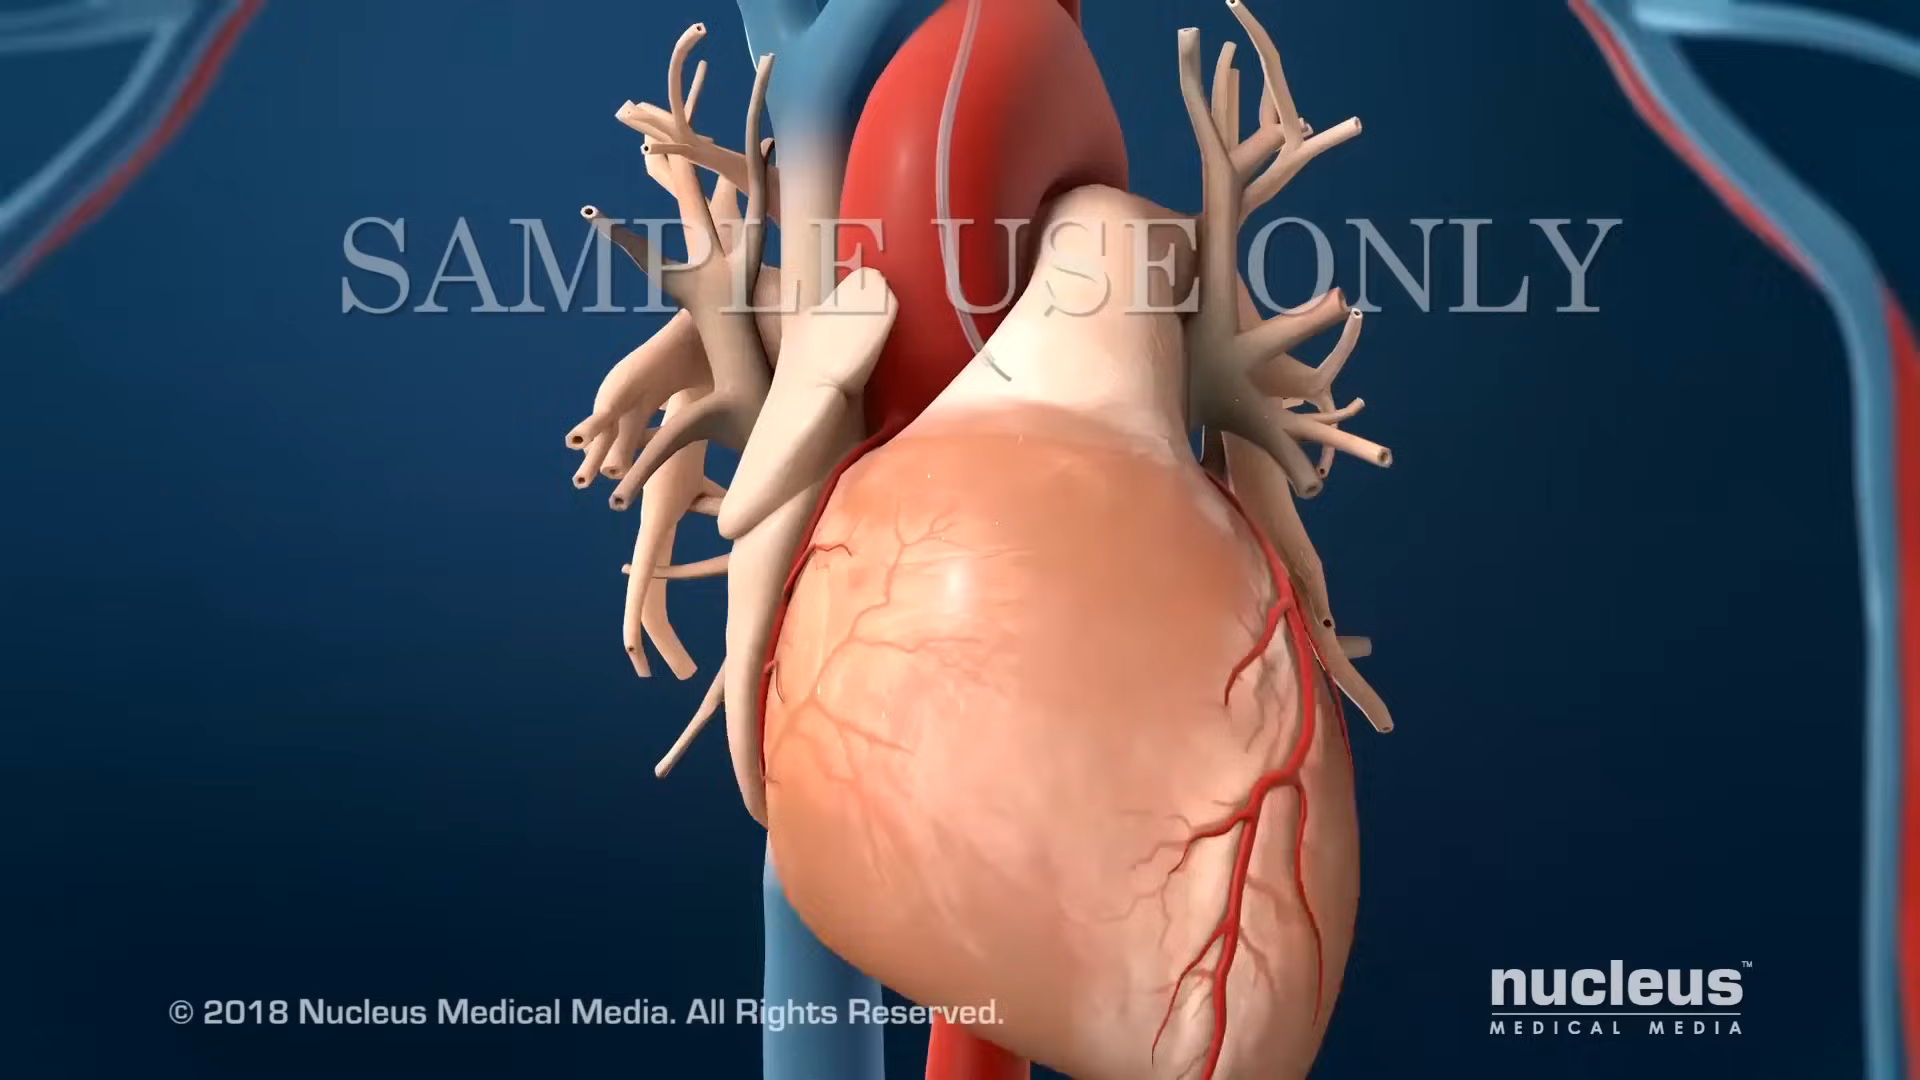 SAMPLE USE ONLY
© 2018 Nucleus Medical Media. All Rights Reserved.
nucleus™
MEDICAL MEDIA